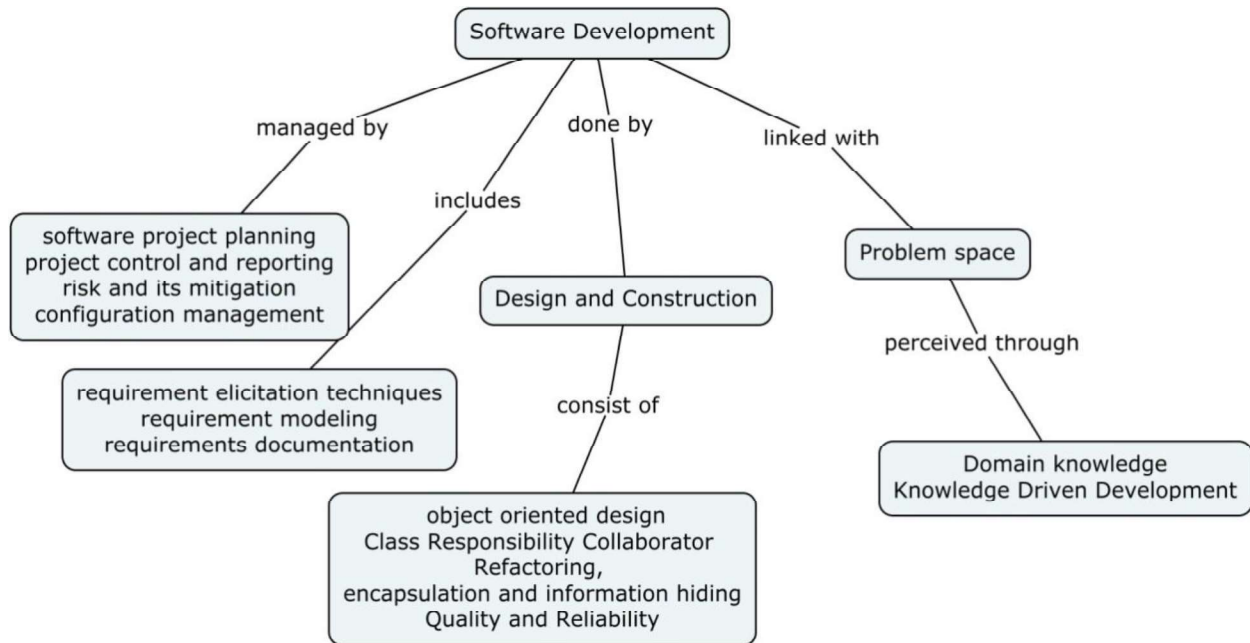 Software Development
managed by
done by
linked with
includes
software project planning
project control and reporting
risk and its mitigation
configuration management
Problem space
Design and Construction
perceived through
requirement elicitation techniques
requirement modeling
requirements documentation
consist of
Domain knowledge
Knowledge Driven Development
object oriented design
Class Responsibility Collaborator
Refactoring,
encapsulation and information hiding
Quality and Reliability